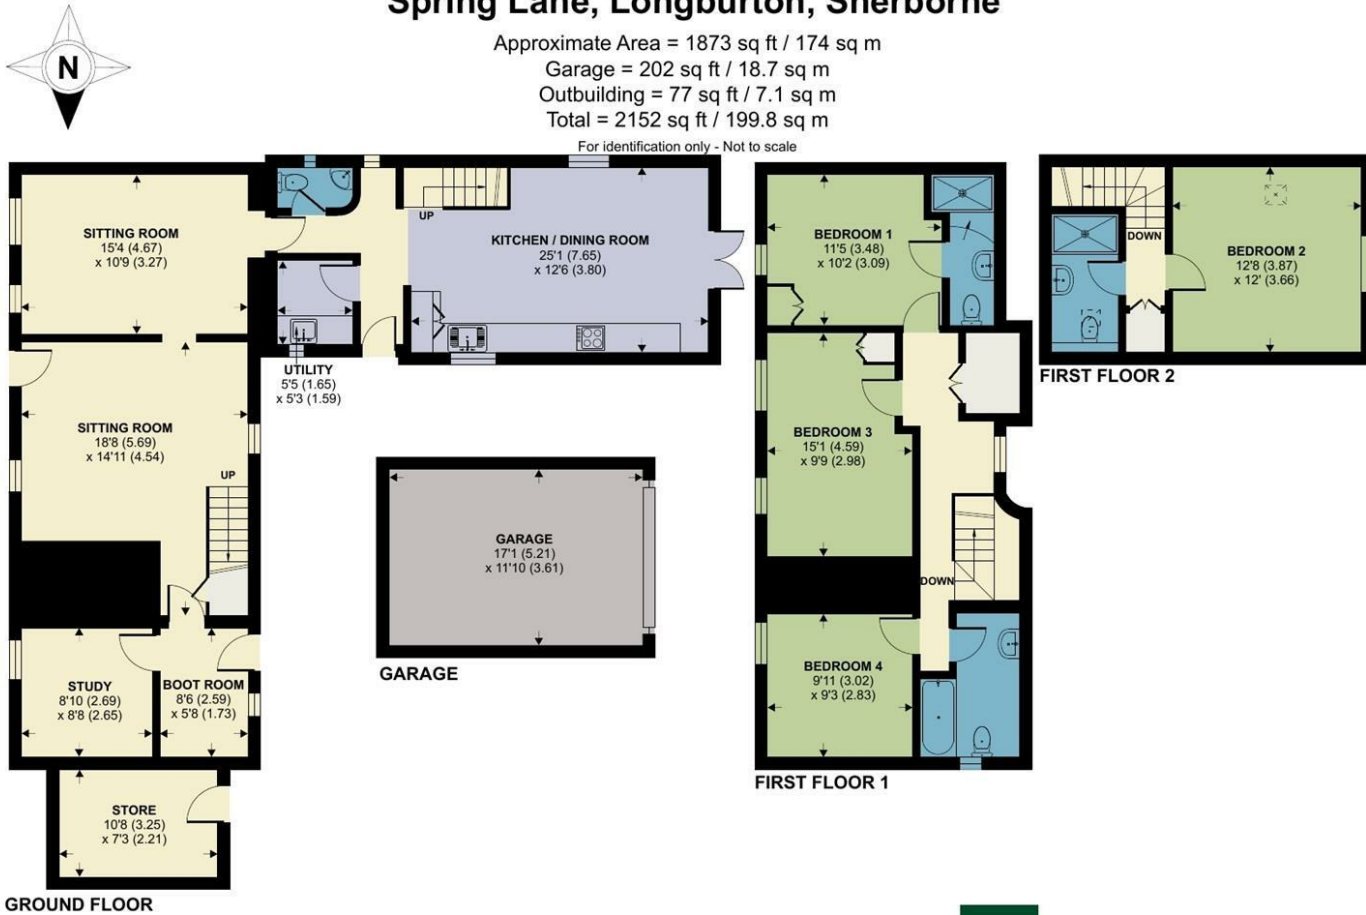 Spring Lane, Longburton, Sherborne
Approximate Area = 1873 sq ft / 174 sq m
Garage = 202 sq ft / 18.7 sq m
Outbuilding = 77 sq ft / 7.1 sq m
Total = 2152 sq ft / 199.8 sq m
For identification only - Not to scale
N
SITTING ROOM
15'4 (4.67)
x 10'9 (3.27)
UP
KITCHEN / DINING ROOM
25'1 (7.65)
x 12'6 (3.80)
UTILITY
5'5 (1.65)
x 5'3 (1.59)
SITTING ROOM
18'8 (5.69)
x 14'11 (4.54)
UP
STUDY
8'10 (2.69)
x 8'8 (2.65)
BOOT ROOM
8'6 (2.59)
x 5'8 (1.73)
STORE
10'8 (3.25)
x 7'3 (2.21)
GROUND FLOOR
GARAGE
17'1 (5.21)
x 11'10 (3.61)
GARAGE
BEDROOM 1
11'5 (3.48)
x 10'2 (3.09)
BEDROOM 3
15'1 (4.59)
x 9'9 (2.98)
DOWN
BEDROOM 4
9'11 (3.02)
x 9'3 (2.83)
FIRST FLOOR 1
DOWN
BEDROOM 2
12'8 (3.87)
x 12' (3.66)
FIRST FLOOR 2